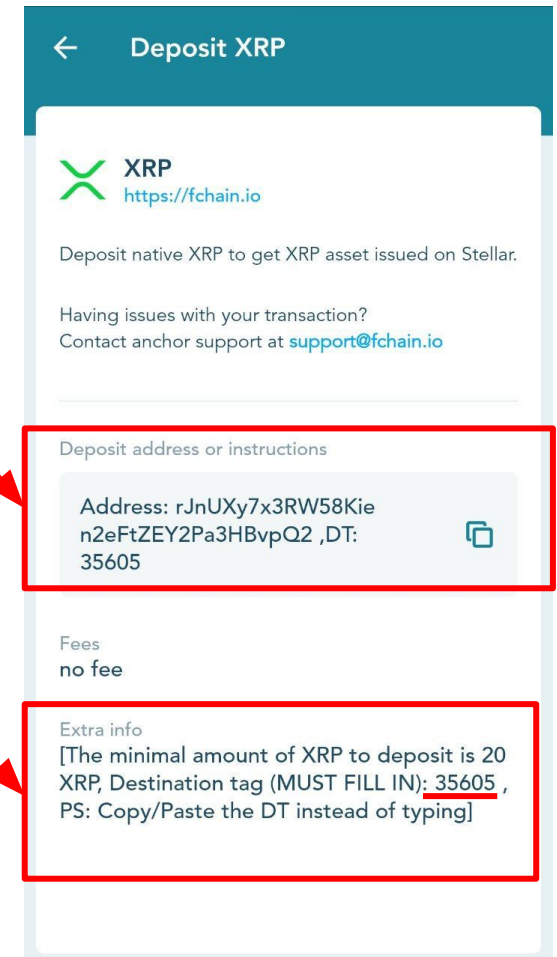 Deposit XRP
XRP
https://fchain.io
Deposit native XRP to get XRP asset issued on Stellar.
Having issues with your transaction?
Contact anchor support at support@fchain.io
Deposit address or instructions
Address: rJnUXy7x3RW58Kie
n2eFtZEY2Pa3HBvpQ2 ,DT:
35605
Fees
no fee
Extra info
[The minimal amount of XRP to deposit is 20
XRP, Destination tag (MUST FILL IN): 35605 ,
PS: Copy/Paste the DT instead of typing]